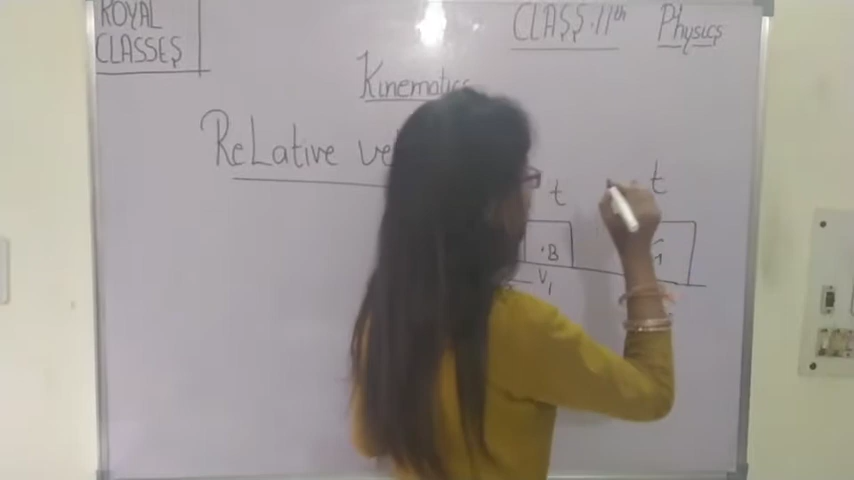 ROYAL
CLASSES
CLASS-11th Physics
Kinematics
ReLative
t t
.B
V1